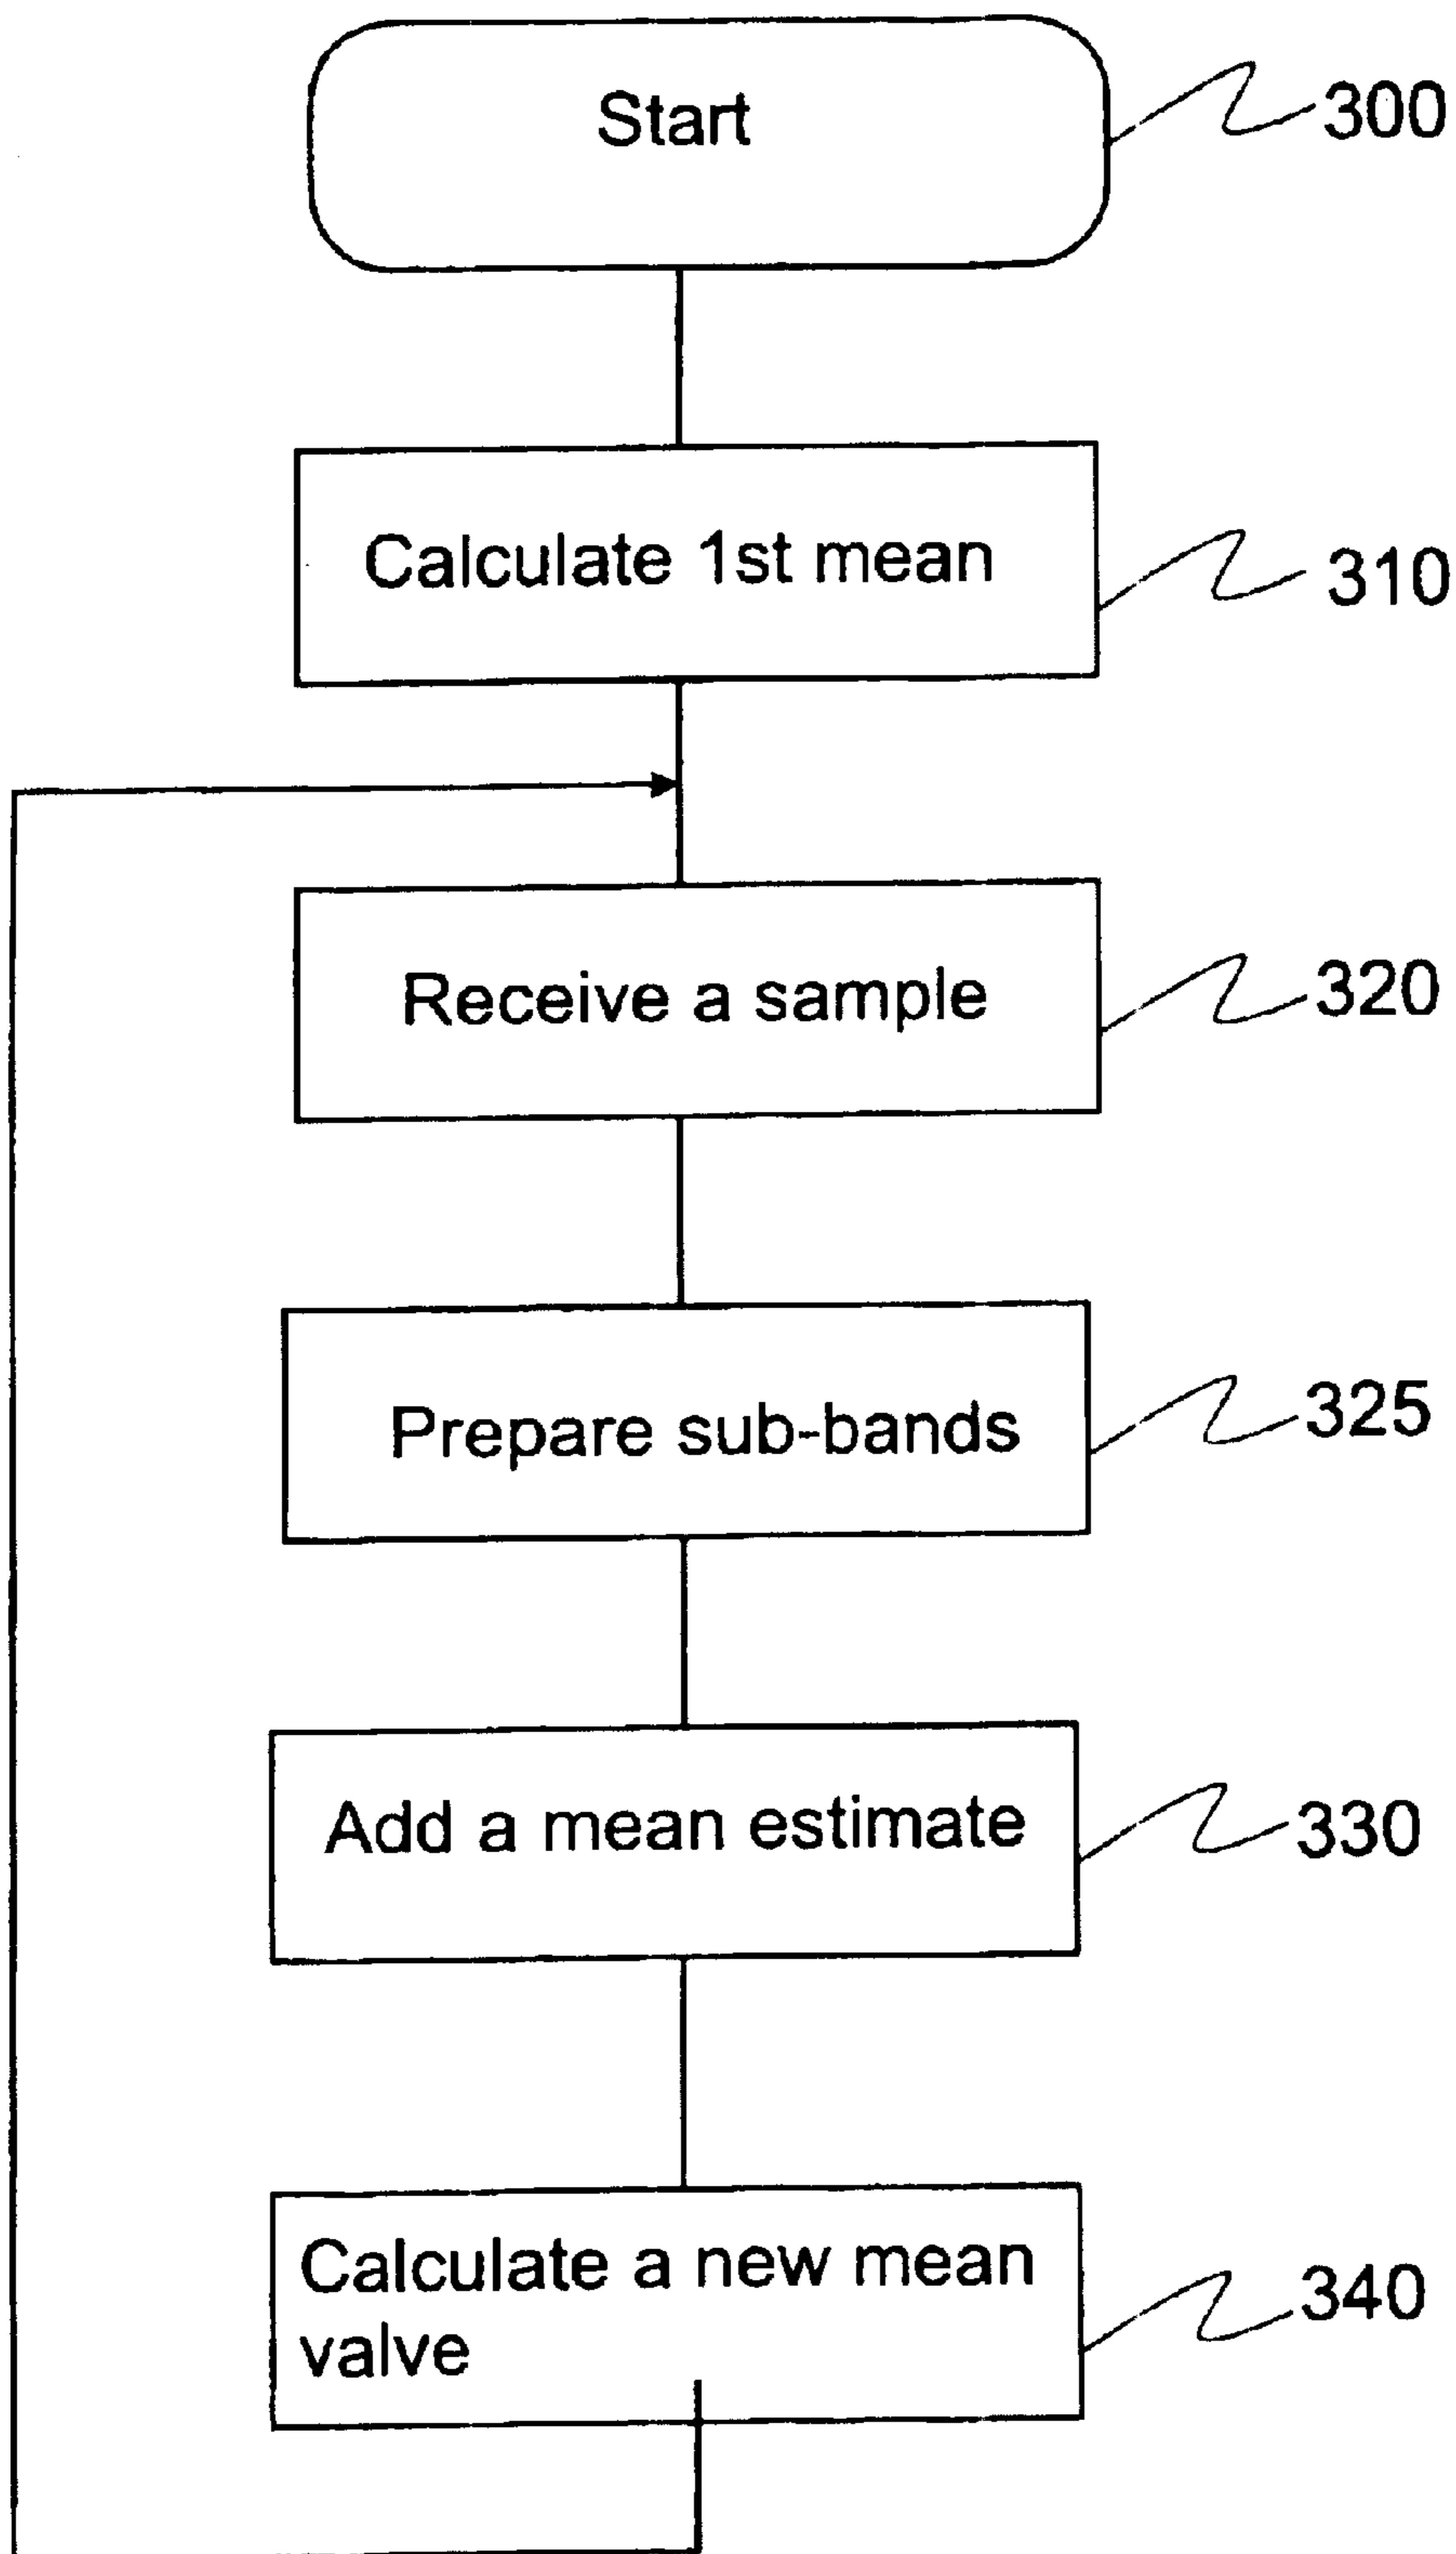 Start
300
Calculate 1st mean
310
Receive a sample
320
Prepare sub-bands
325
Add a mean estimate
330
Calculate a new mean
valve
340